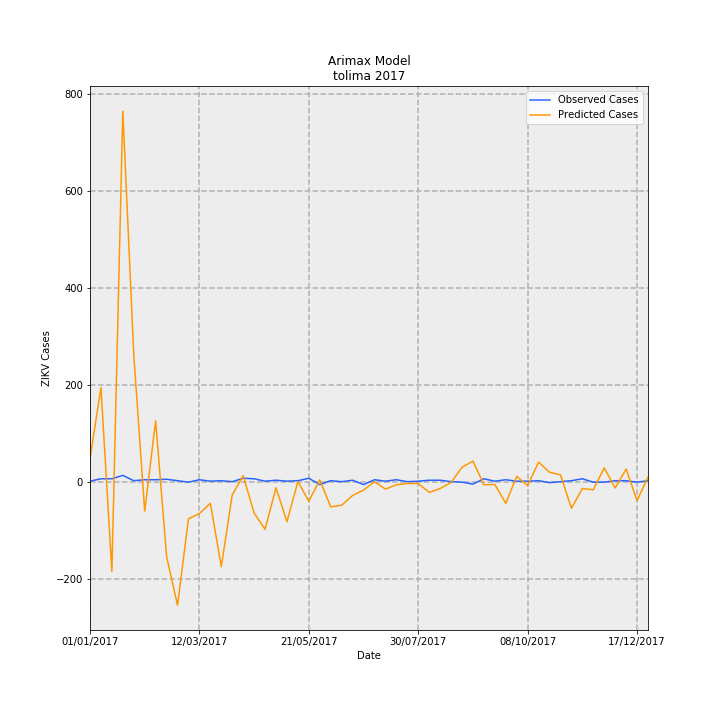 Arimax Model
tolima 2017
Observed Cases
Predicted Cases
800
600
400
200
0
−200
ZIKV Cases
01/01/2017
12/03/2017
21/05/2017
30/07/2017
08/10/2017
17/12/2017
Date